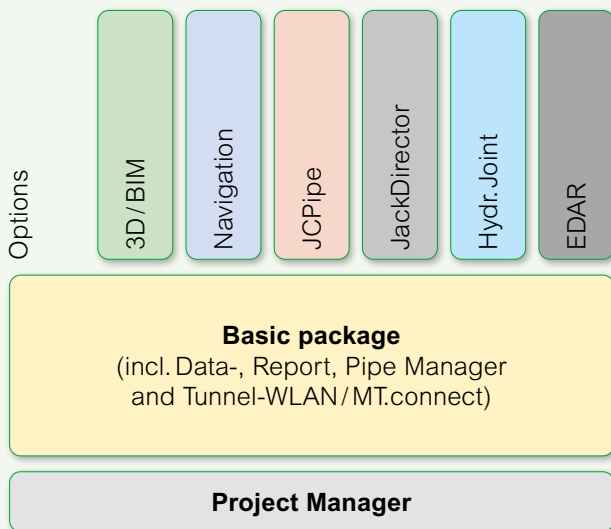 Options
3D / BIM
Navigation
JCPipe
JackDirector
Hydr. Joint
EDAR
Basic package
(incl. Data-, Report, Pipe Manager
and Tunnel-WLAN / MT.connect)
Project Manager